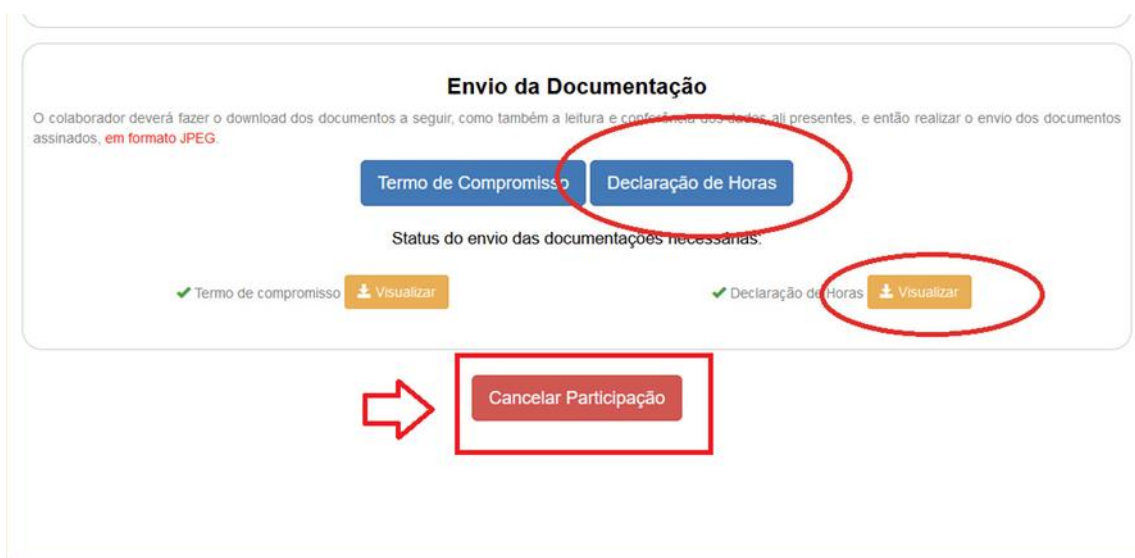 Envio da Documentação
O colaborador deverá fazer o download dos documentos a seguir, como também a leitura e conferência dos dados ali presentes, e então realizar o envio dos documentos
assinados, em formato JPEG.
Termo de Compromisso Declaração de Horas
Status do envio das documentações necessárias:
Termo de compromisso Visualizar Declaração de Horas Visualizar
Cancelar Participação